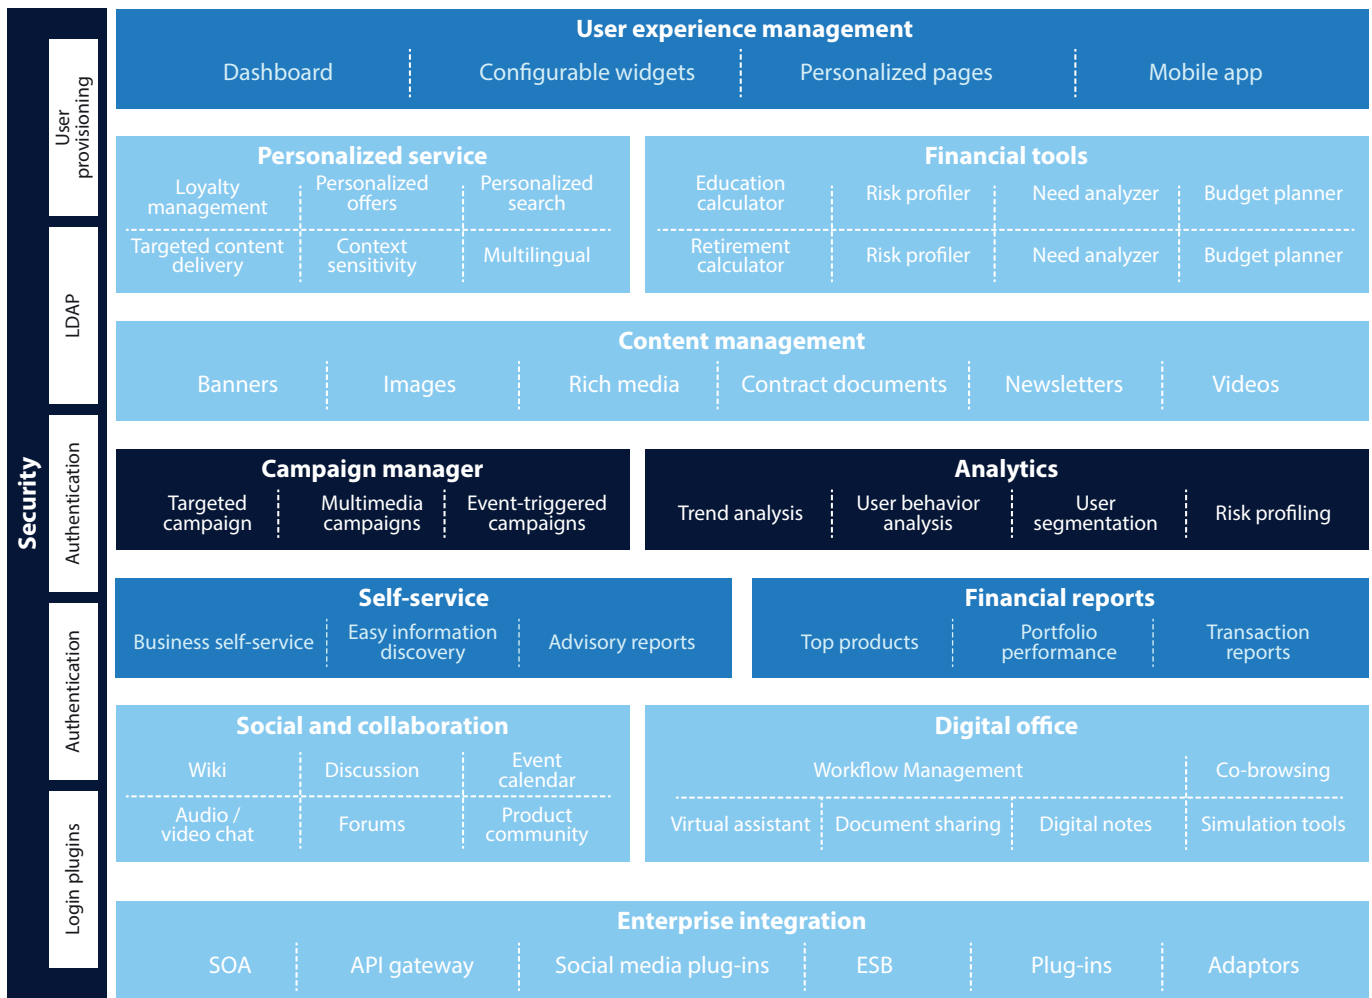 Security
User
provisioning
LDAP
Authentication
Authentication
Login plugins
User experience management
Dashboard
Configurable widgets
Personalized pages
Mobile app
Personalized service
Loyalty
management
Personalized
offers
Personalized
search
Targeted content
delivery
Context
sensitivity
Multilingual
Financial tools
Education
calculator
Risk profiler
Need analyzer
Budget planner
Retirement
calculator
Risk profiler
Need analyzer
Budget planner
Content management
Banners
Images
Rich media
Contract documents
Newsletters
Videos
Campaign manager
Targeted
campaign
Multimedia
campaigns
Event-triggered
campaigns
Analytics
Trend analysis
User behavior
analysis
User
segmentation
Risk profiling
Self-service
Business self-service
Easy information
discovery
Advisory reports
Financial reports
Top products
Portfolio
performance
Transaction
reports
Social and collaboration
Wiki
Discussion
Event
calendar
Audio /
video chat
Forums
Product
community
Digital office
Workflow Management
Co-browsing
Virtual assistant
Document sharing
Digital notes
Simulation tools
Enterprise integration
SOA
API gateway
Social media plug-ins
ESB
Plug-ins
Adaptors